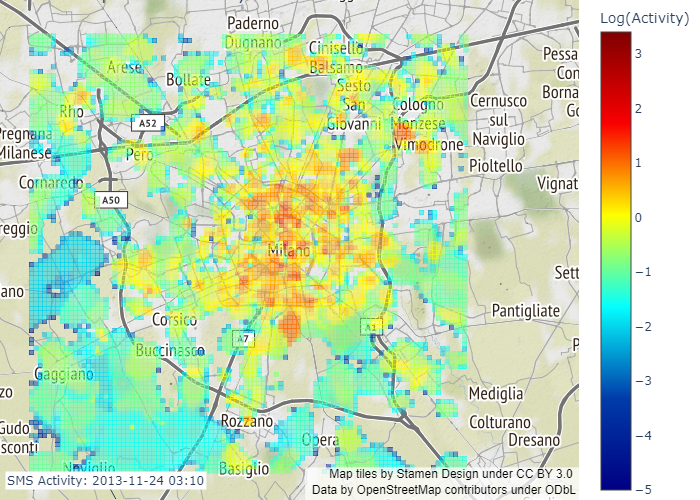 Log(Activity)
3
2
1
0
−1
−2
−3
−4
−5
Paderno
Dugnano
Cinisello
Balsamo
Arese
Bollate
Sesto
San
Giovanni
Cologno
Monzese
Vimodrone
Cernusco
sul
Naviglio
Pioltello
Pessa
Con
Borna
Go
Rho
A52
Pregnana
Milanese
Pero
Cornaredo
A50
Vignat
reggio
Milano
Sett
ano
Pantigliate
Corsico
A7
A1
P
Buccinasco
Gaggiano
zo
Mediglia
Rozzano
Colturano
Gudo
sconti
Opera
Dresano
Noviglio
Basiglio
SMS Activity: 2013-11-24 03:10
Map tiles by Stamen Design under CC BY 3.0
Data by OpenStreetMap contributors under ODbL